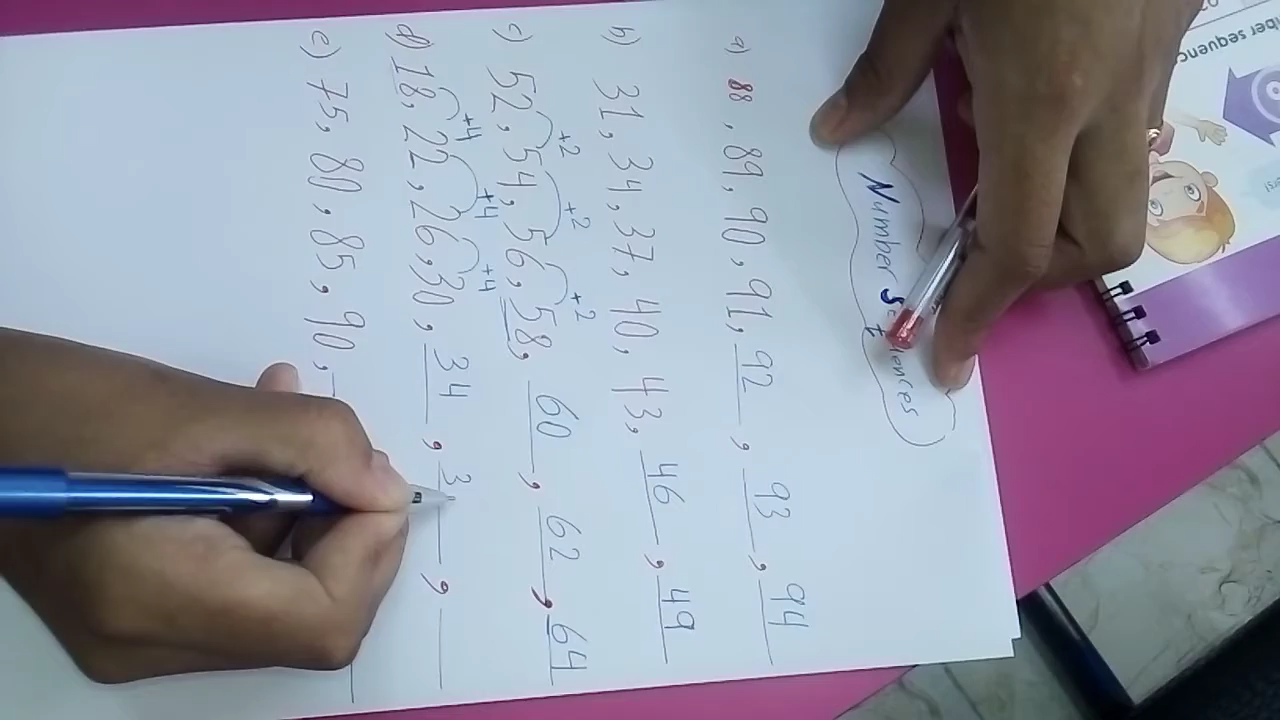 Number Sequences
a) 88, 89, 90, 91, 92, 93, 94
b) 31, 34, 37, 40, 43, 46, 49
+2 +2 +2
c) 52, 54, 56, 58, 60, 62, 64
+4 +4 +4
d) 18, 22, 26, 30, 34, 3
e) 75, 80, 85, 90,